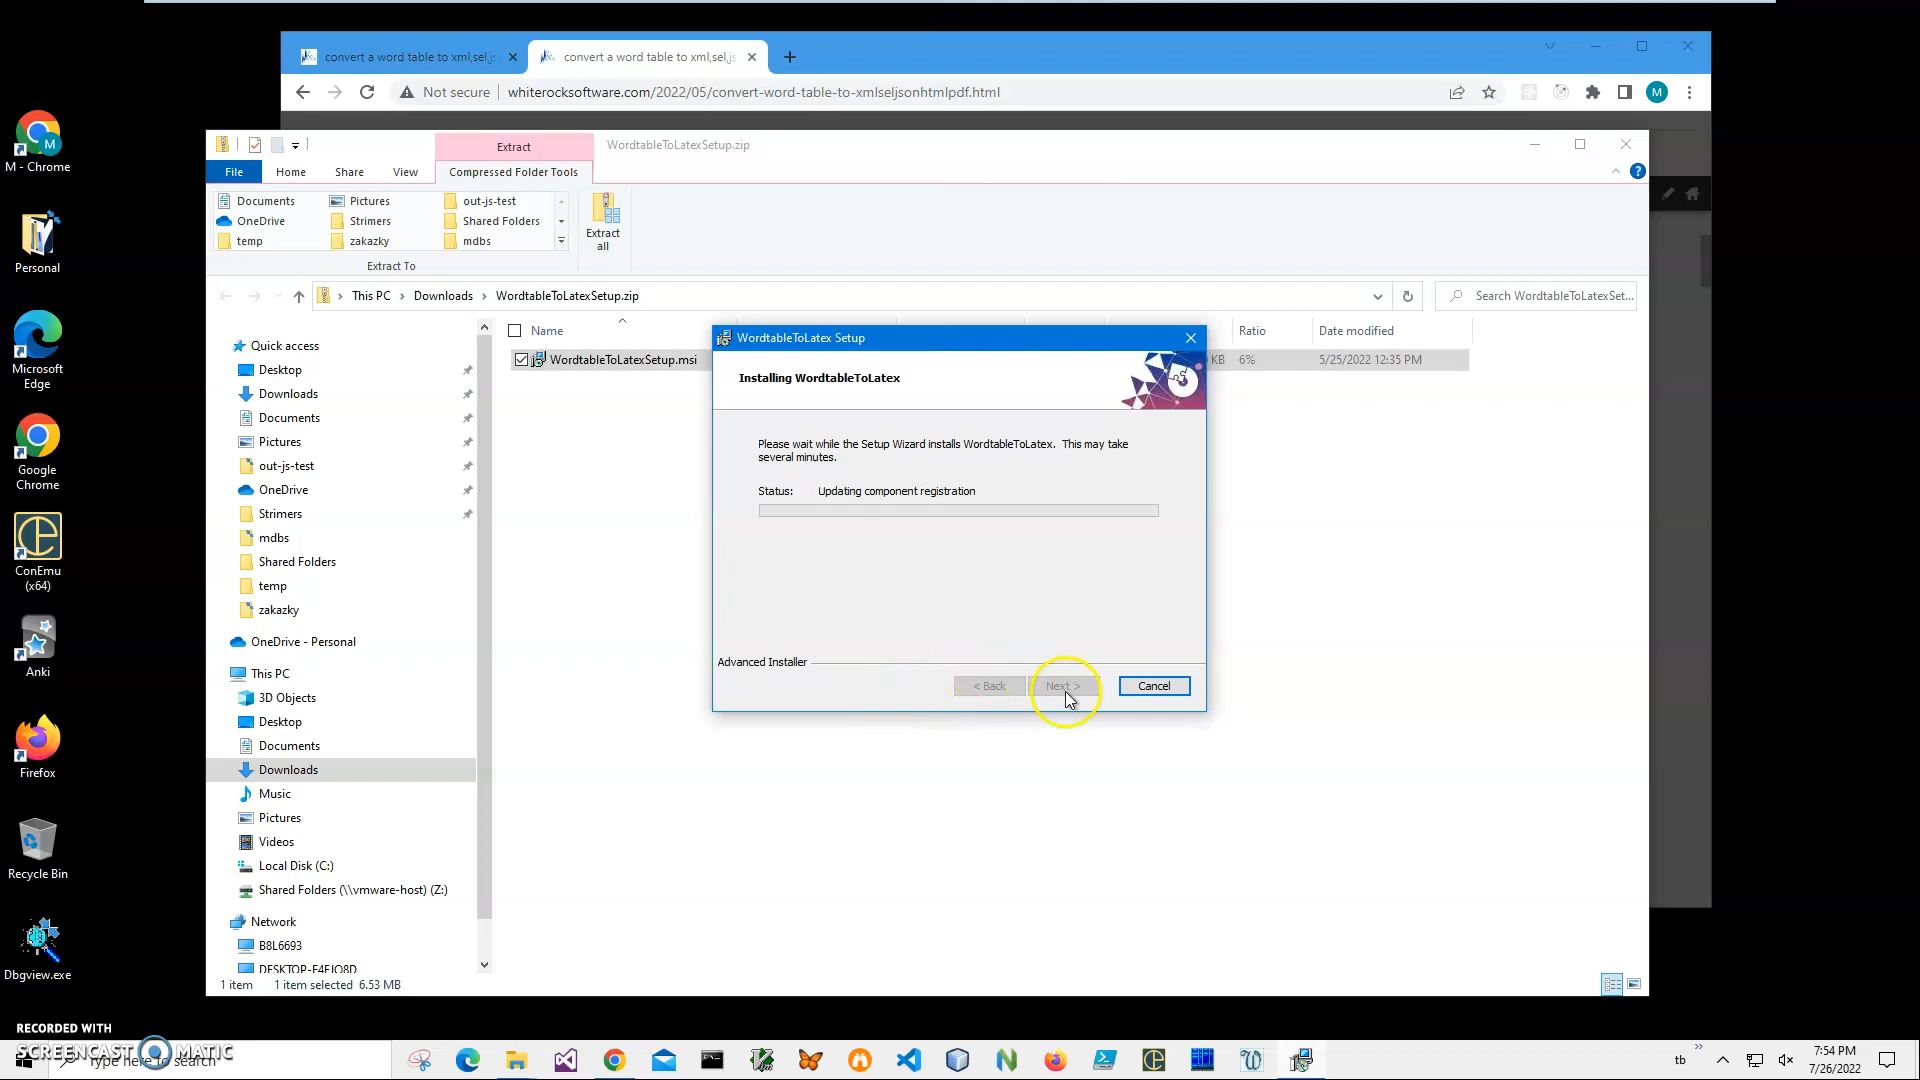 convert a word table to xml,sel,js
convert a word table to xml,sel,js
Not secure
whiterocksoftware.com/2022/05/convert-word-table-to-xmlseljsonhtmlpdf.html
M
Extract
WordtableToLatexSetup.zip
File
Home
Share
View
Compressed Folder Tools
Documents
Pictures
out-js-test
OneDrive
Strimers
Shared Folders
temp
zakazky
mdbs
Extract To
Extract
all
This PC
Downloads
WordtableToLatexSetup.zip
Search WordtableToLatexSet...
Name
Ratio
Date modified
WordtableToLatexSetup.msi
KB
6%
5/25/2022 12:35 PM
Quick access
Desktop
Downloads
Documents
Pictures
out-js-test
OneDrive
Strimers
mdbs
Shared Folders
temp
zakazky
OneDrive - Personal
This PC
3D Objects
Desktop
Documents
Downloads
Music
Pictures
Videos
Local Disk (C:)
Shared Folders (\\vmware-host) (Z:)
Network
B8L6693
DESKTOP-F4FIO8D
1 item
1 item selected 6.53 MB
WordtableToLatex Setup
Installing WordtableToLatex
Please wait while the Setup Wizard installs WordtableToLatex. This may take
several minutes.
Status:
Updating component registration
Advanced Installer
< Back
Next >
Cancel
M - Chrome
Personal
Microsoft
Edge
Google
Chrome
ConEmu
(x64)
Anki
Firefox
Recycle Bin
Dbgview.exe
RECORDED WITH
SCREENCAST MATIC
Type here to search
tb
7:54 PM
7/26/2022